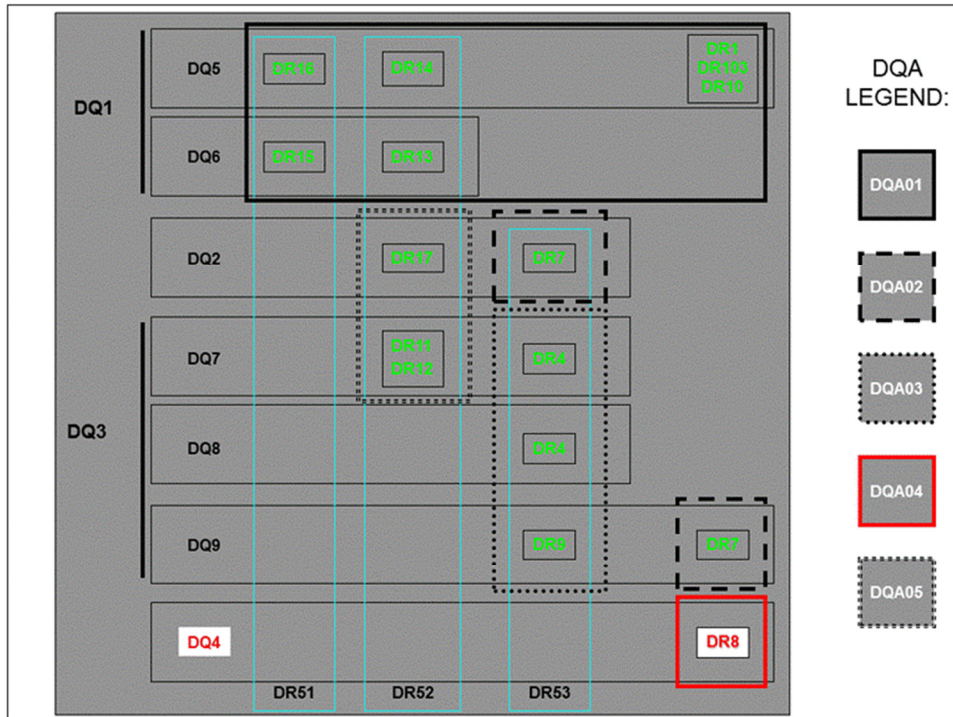 DQ1
DQ5
DR16
DR14
DR1
DR103
DR10
DQ6
DR15
DR13
DQ2
DR17
DR7
DQ3
DQ7
DR11
DR12
DR4
DQ8
DR4
DQ9
DR9
DR7
DQ4
DR8
DR51
DR52
DR53
DQA
LEGEND:
DQA01
DQA02
DQA03
DQA04
DQA05